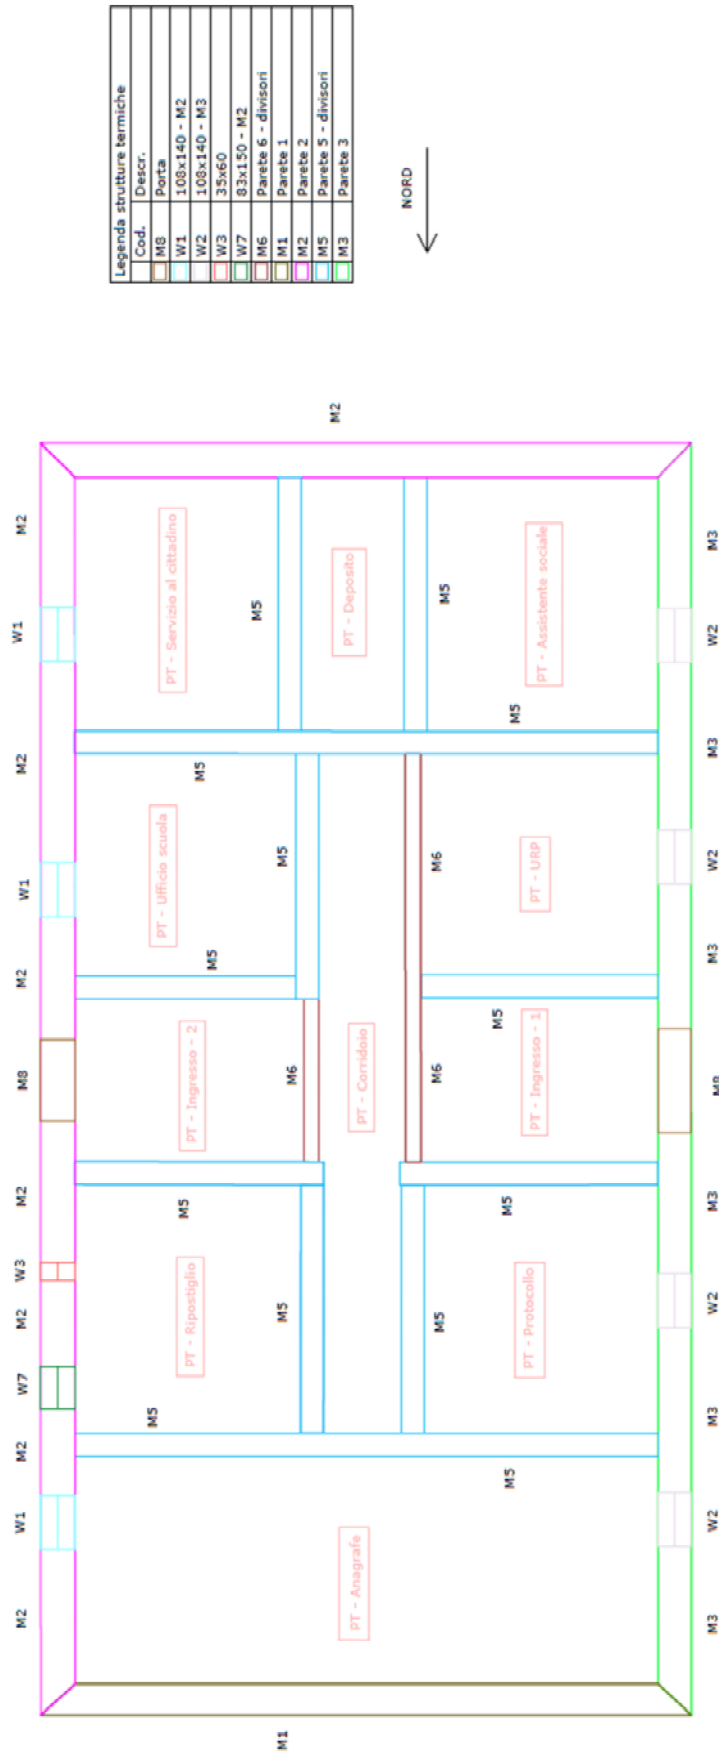 Legenda strutture termiche
Cod. Descr.
M8 Porta
W1 108x140 - M2
W2 108x140 - M3
W3 35x60
W7 83x150 - M2
M6 Parete 6 - divisori
M1 Parete 1
M2 Parete 2
M5 Parete 5 - divisori
M3 Parete 3
NORD
M2 W1 M2 W7 M2 W3 M2 M8 M2 W1 M2 W1 M2
M5
M5
M5
M5
PT - Ripostiglio
PT - Ingresso - 2
PT - Ufficio scuola
PT - Servizio al cittadino
M5
M6
M5
M5
M1
PT - Anagrafe
PT - Corridoio
PT - Deposito
M2
M5
M6
M6
M5
PT - Protocollo
PT - Ingresso - 1
PT - URP
PT - Assistente sociale
M5
M5
M5
M5
M3 W2 M3 W2 M3 M8 M3 W2 M3 W2 M3